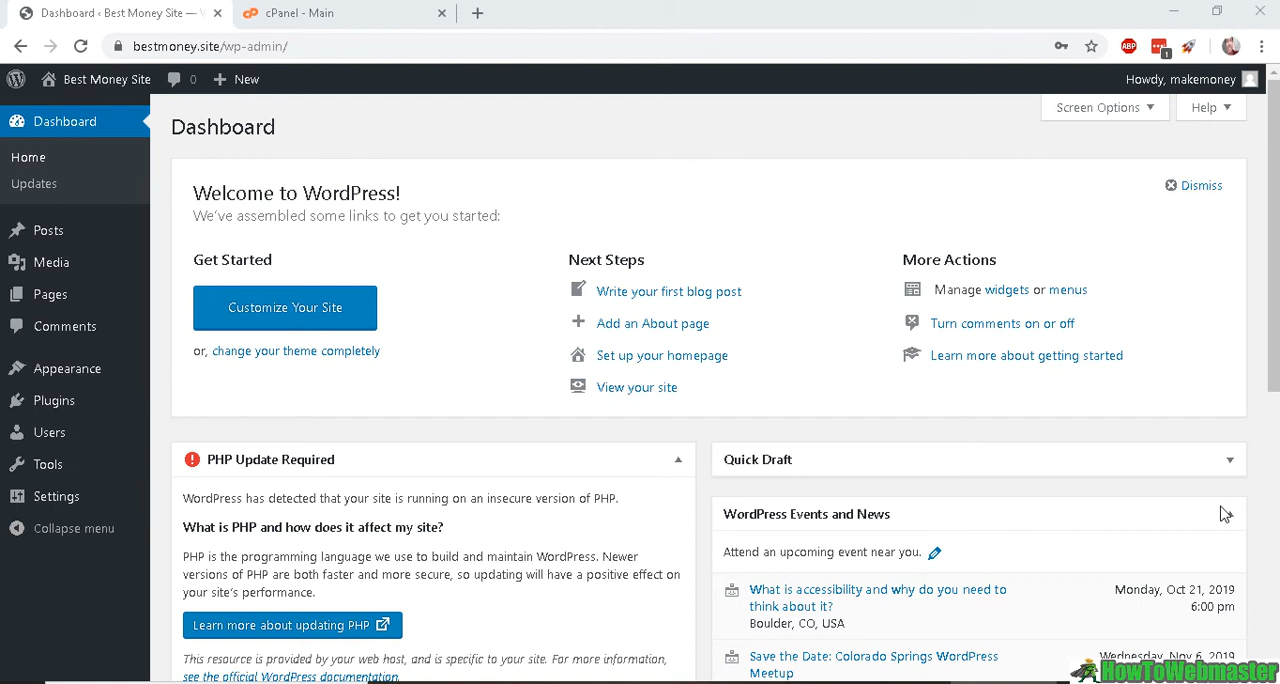 Dashboard ‹ Best Money Site —
cPanel - Main
bestmoney.site/wp-admin/
ABP
1
Best Money Site
0
New
Howdy, makemoney
Dashboard
Home
Updates
Posts
Media
Pages
Comments
Appearance
Plugins
Users
Tools
Settings
Collapse menu
Screen Options
Help
Dashboard
Welcome to WordPress!
We've assembled some links to get you started:
Dismiss
Get Started
Customize Your Site
or, change your theme completely
Next Steps
Write your first blog post
Add an About page
Set up your homepage
View your site
More Actions
Manage widgets or menus
Turn comments on or off
Learn more about getting started
PHP Update Required
WordPress has detected that your site is running on an insecure version of PHP.
What is PHP and how does it affect my site?
PHP is the programming language we use to build and maintain WordPress. Newer
versions of PHP are both faster and more secure, so updating will have a positive effect on
your site's performance.
Learn more about updating PHP
This resource is provided by your web host, and is specific to your site. For more information,
see the official WordPress documentation.
Quick Draft
WordPress Events and News
Attend an upcoming event near you.
What is accessibility and why do you need to
think about it?
Boulder, CO, USA
Monday, Oct 21, 2019
6:00 pm
Save the Date: Colorado Springs WordPress
Meetup
Wednesday, Nov 6, 2019
HowToWebmaster